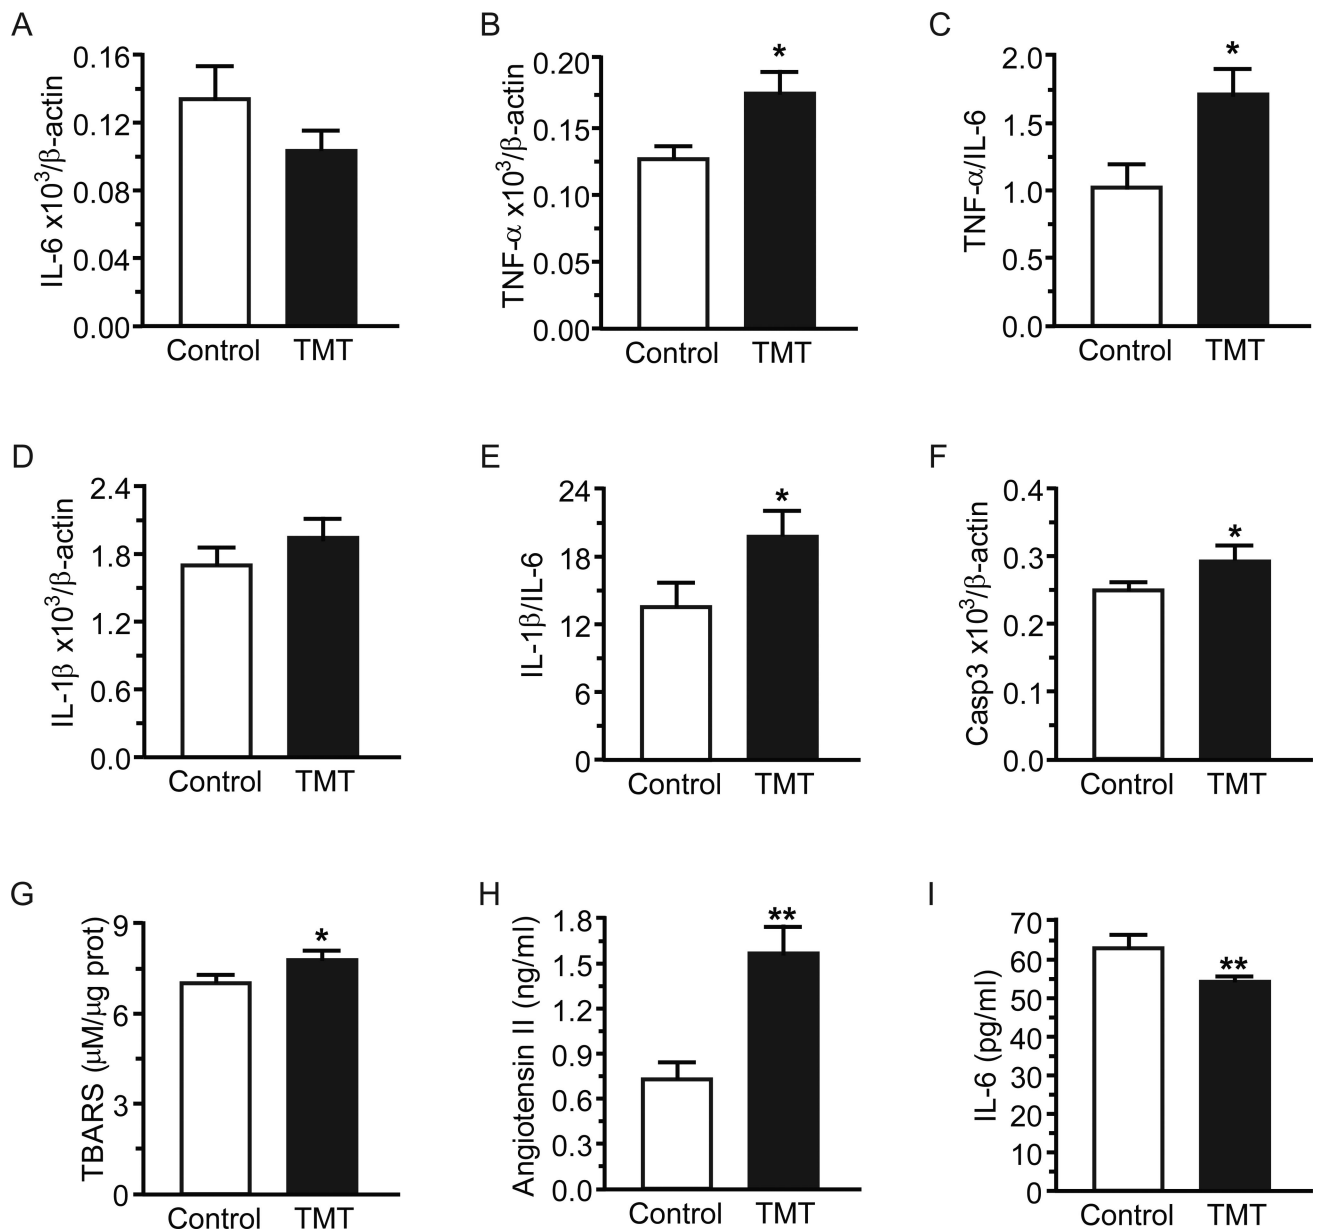 A
IL-6 x10³/β-actin
0.16
0.12
0.08
0.04
0.00
Control TMT
B
TNF-α x10³/β-actin
0.20
0.15
0.10
0.05
0.00
*
Control TMT
C
TNF-α/IL-6
2.0
1.5
1.0
0.5
0.0
*
Control TMT
D
IL-1β x10³/β-actin
2.4
1.8
1.2
0.6
0.0
Control TMT
E
IL-1β/IL-6
24
18
12
6
0
*
Control TMT
F
Casp3 x10³/β-actin
0.4
0.3
0.2
0.1
0.0
*
Control TMT
G
TBARS (μM/μg prot)
9
6
3
0
*
Control TMT
H
Angiotensin II (ng/ml)
1.8
1.5
1.2
0.9
0.6
0.3
0.0
**
Control TMT
I
IL-6 (pg/ml)
70
60
50
40
30
20
10
0
**
Control TMT